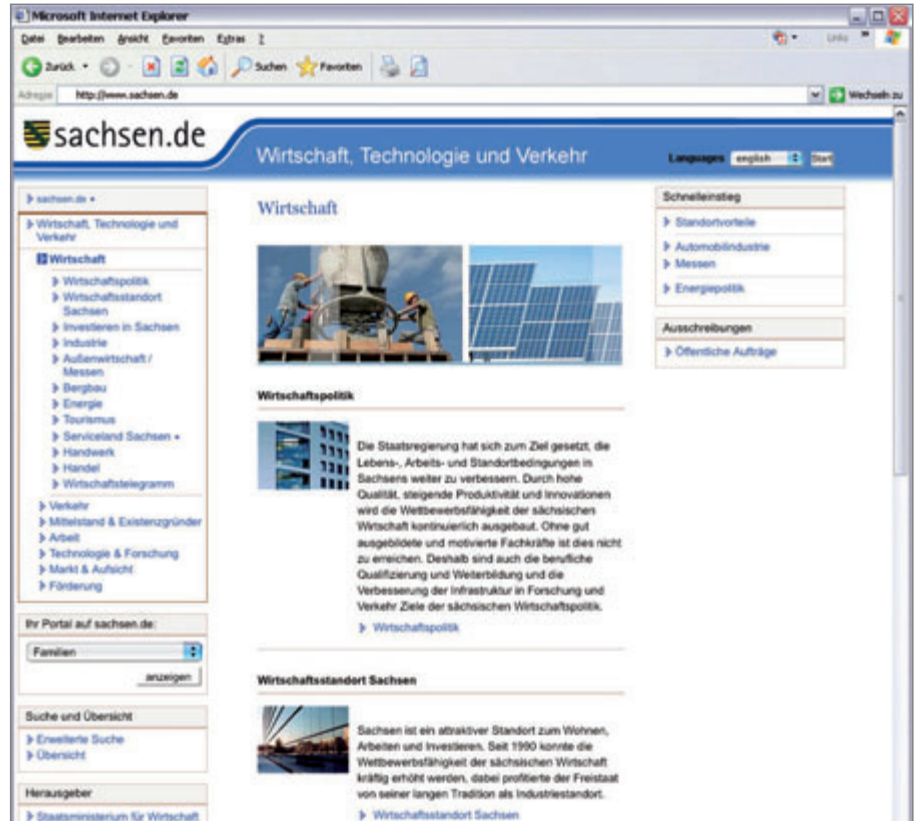 Microsoft Internet Explorer
Datei Bearbeiten Ansicht Favoriten Extras ?
Links »
Zurück
Suchen Favoriten
Adresse http://www.sachsen.de
Wechseln zu
sachsen.de
Wirtschaft, Technologie und Verkehr
Languages english Start
sachsen.de
Wirtschaft, Technologie und
Verkehr
Wirtschaft
Wirtschaftspolitik
Wirtschaftsstandort
Sachsen
Investieren in Sachsen
Industrie
Außenwirtschaft /
Messen
Bergbau
Energie
Tourismus
Serviceland Sachsen
Handwerk
Handel
Wirtschaftstelegramm
Verkehr
Mittelstand & Existenzgründer
Arbeit
Technologie & Forschung
Markt & Aufsicht
Förderung
Ihr Portal auf sachsen.de:
Familien
anzeigen
Suche und Übersicht
Erweiterte Suche
Übersicht
Herausgeber
Staatsministerium für Wirtschaft
Wirtschaft
Wirtschaftspolitik
Die Staatsregierung hat sich zum Ziel gesetzt, die
Lebens-, Arbeits- und Standortbedingungen in
Sachsens weiter zu verbessern. Durch hohe
Qualität, steigende Produktivität und Innovationen
wird die Wettbewerbsfähigkeit der sächsischen
Wirtschaft kontinuierlich ausgebaut. Ohne gut
ausgebildete und motivierte Fachkräfte ist dies nicht
zu erreichen. Deshalb sind auch die berufliche
Qualifizierung und Weiterbildung und die
Verbesserung der Infrastruktur in Forschung und
Verkehr Ziele der sächsischen Wirtschaftspolitik.
Wirtschaftspolitik
Wirtschaftsstandort Sachsen
Sachsen ist ein attraktiver Standort zum Wohnen,
Arbeiten und Investieren. Seit 1990 konnte die
Wettbewerbsfähigkeit der sächsischen Wirtschaft
kräftig erhöht werden, dabei profitierte der Freistaat
von seiner langen Tradition als Industriestandort.
Wirtschaftsstandort Sachsen
Schnelleinstieg
Standortvorteile
Automobilindustrie
Messen
Energiepolitik
Ausschreibungen
Öffentliche Aufträge